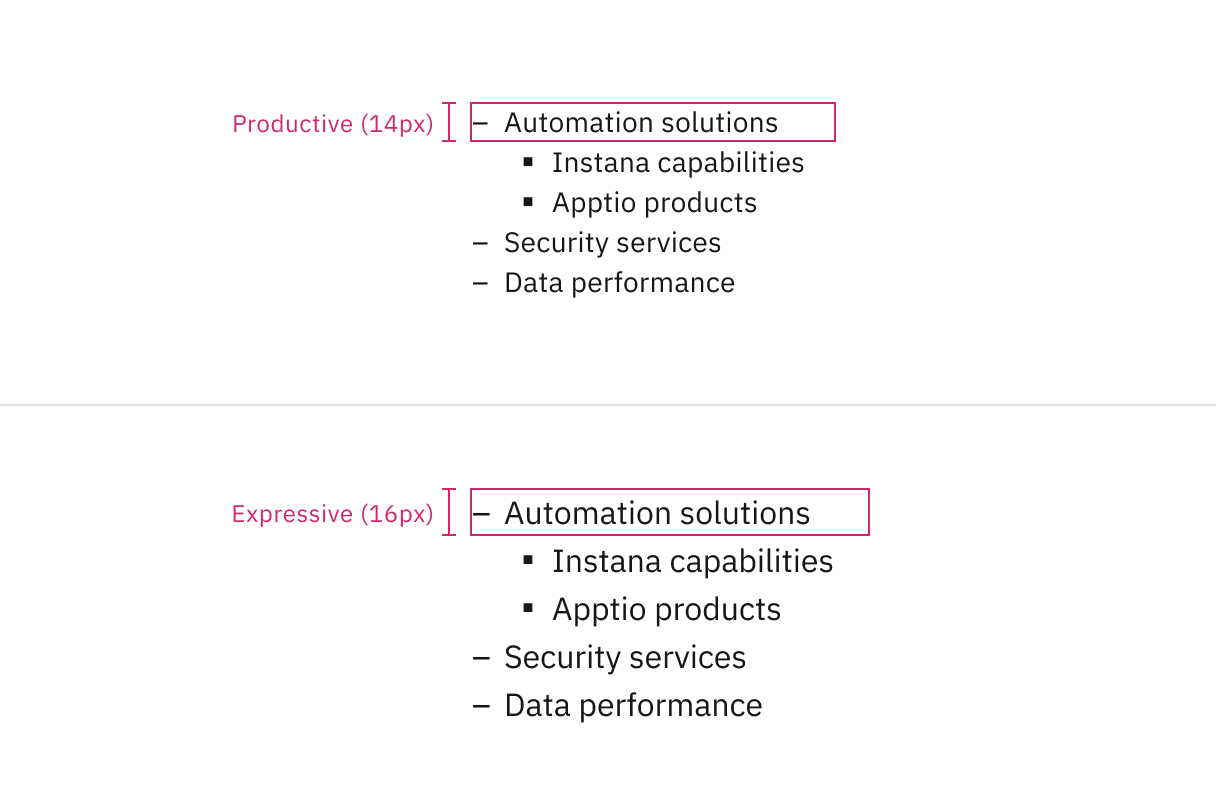 Productive (14px)
– Automation solutions
▪ Instana capabilities
▪ Apptio products
– Security services
– Data performance
Expressive (16px)
– Automation solutions
▪ Instana capabilities
▪ Apptio products
– Security services
– Data performance